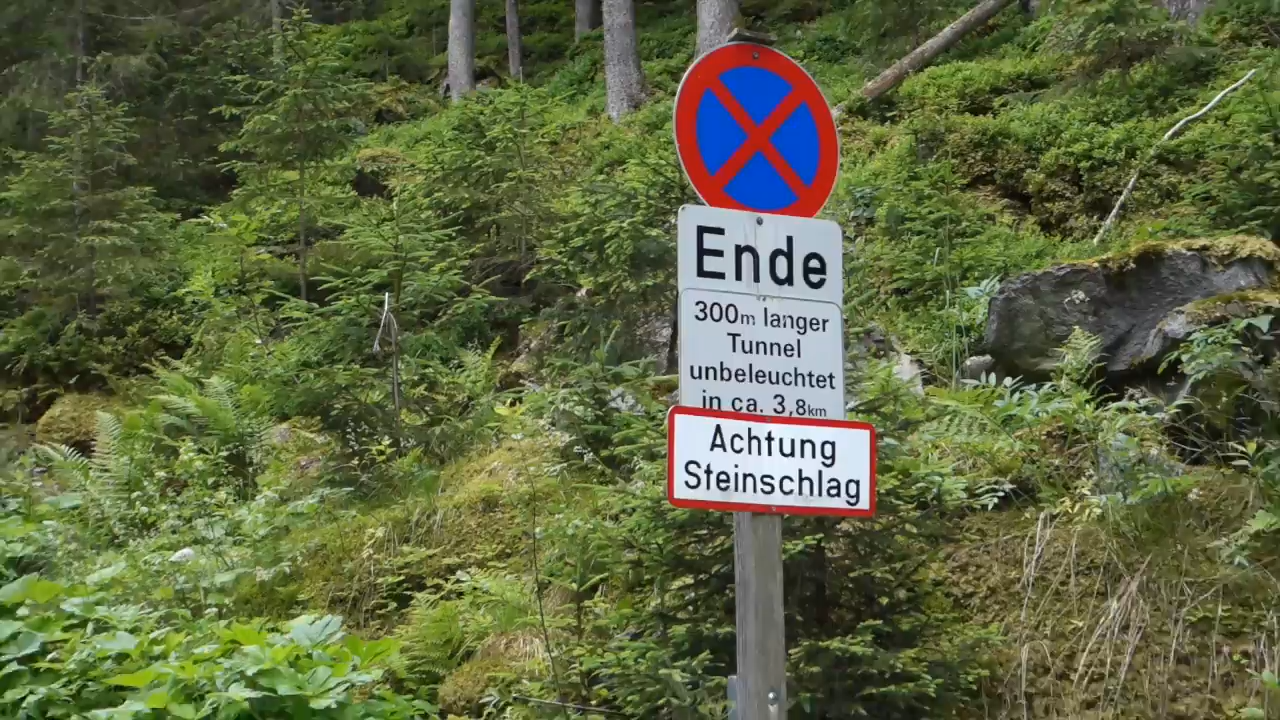 Ende
300m langer
Tunnel
unbeleuchtet
in ca. 3,8km
Achtung
Steinschlag